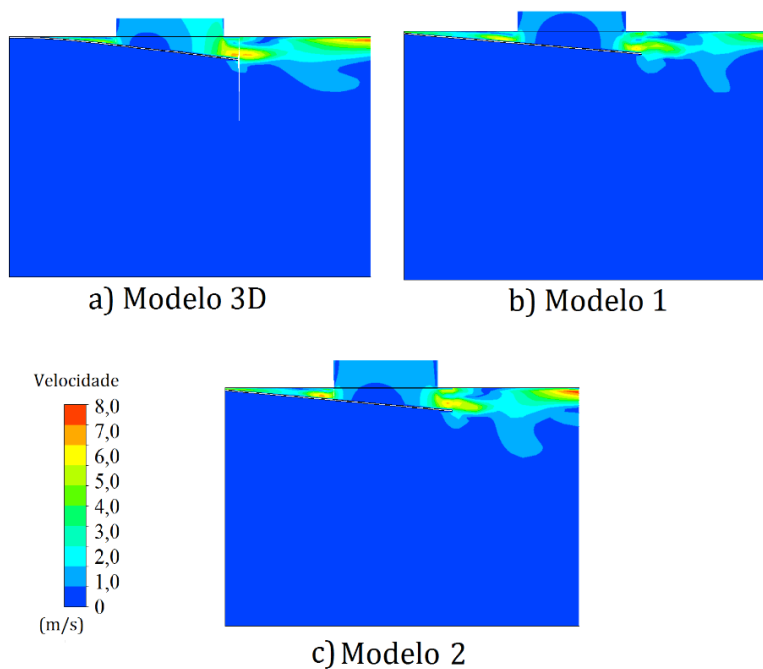 a) Modelo 3D
b) Modelo 1
Velocidade
8,0
7,0
6,0
5,0
4,0
3,0
2,0
1,0
0
(m/s)
c) Modelo 2